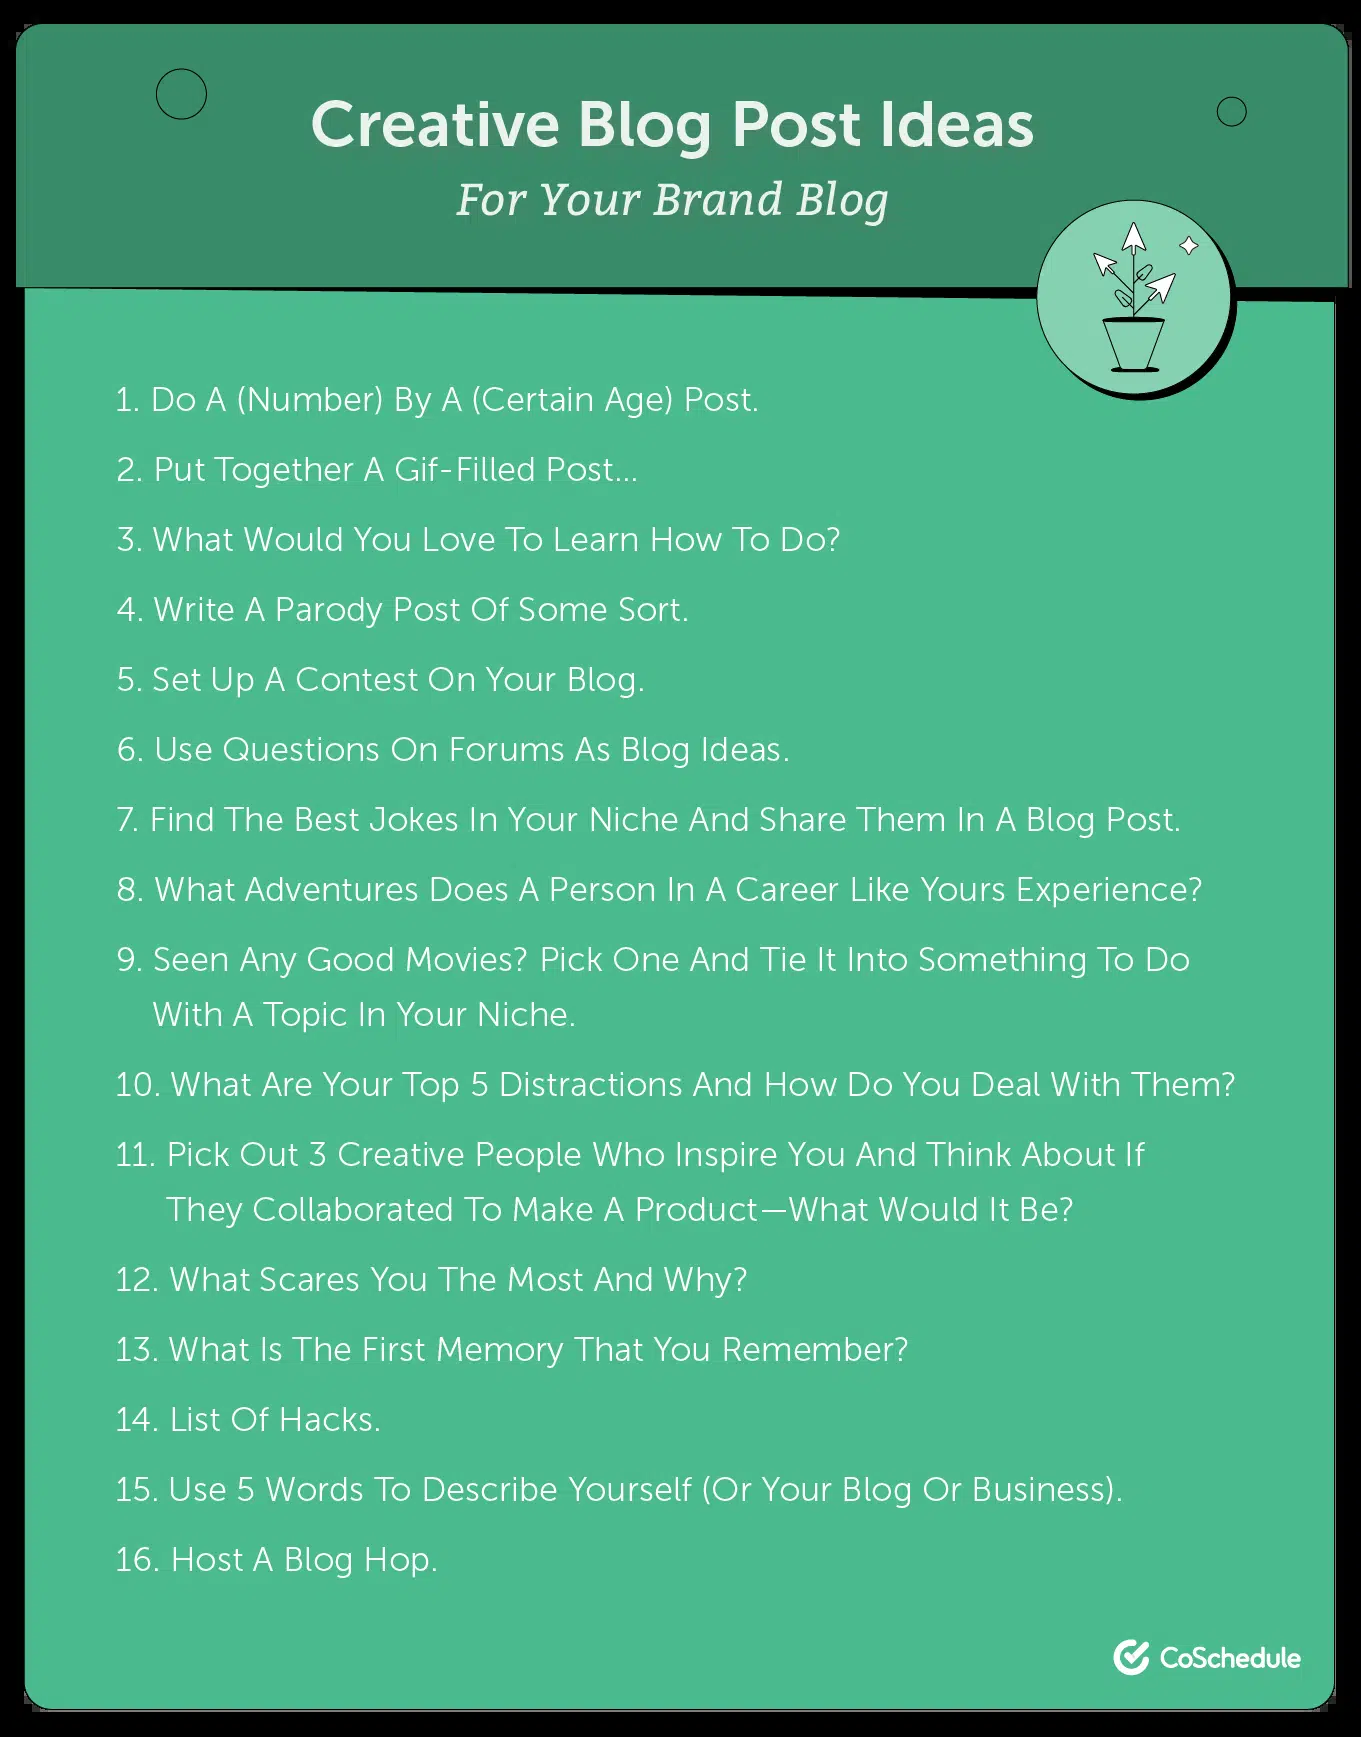 Creative Blog Post Ideas
For Your Brand Blog
1. Do A (Number) By A (Certain Age) Post.
2. Put Together A Gif-Filled Post...
3. What Would You Love To Learn How To Do?
4. Write A Parody Post Of Some Sort.
5. Set Up A Contest On Your Blog.
6. Use Questions On Forums As Blog Ideas.
7. Find The Best Jokes In Your Niche And Share Them In A Blog Post.
8. What Adventures Does A Person In A Career Like Yours Experience?
9. Seen Any Good Movies? Pick One And Tie It Into Something To Do
With A Topic In Your Niche.
10. What Are Your Top 5 Distractions And How Do You Deal With Them?
11. Pick Out 3 Creative People Who Inspire You And Think About If
They Collaborated To Make A Product—What Would It Be?
12. What Scares You The Most And Why?
13. What Is The First Memory That You Remember?
14. List Of Hacks.
15. Use 5 Words To Describe Yourself (Or Your Blog Or Business).
16. Host A Blog Hop.
CoSchedule